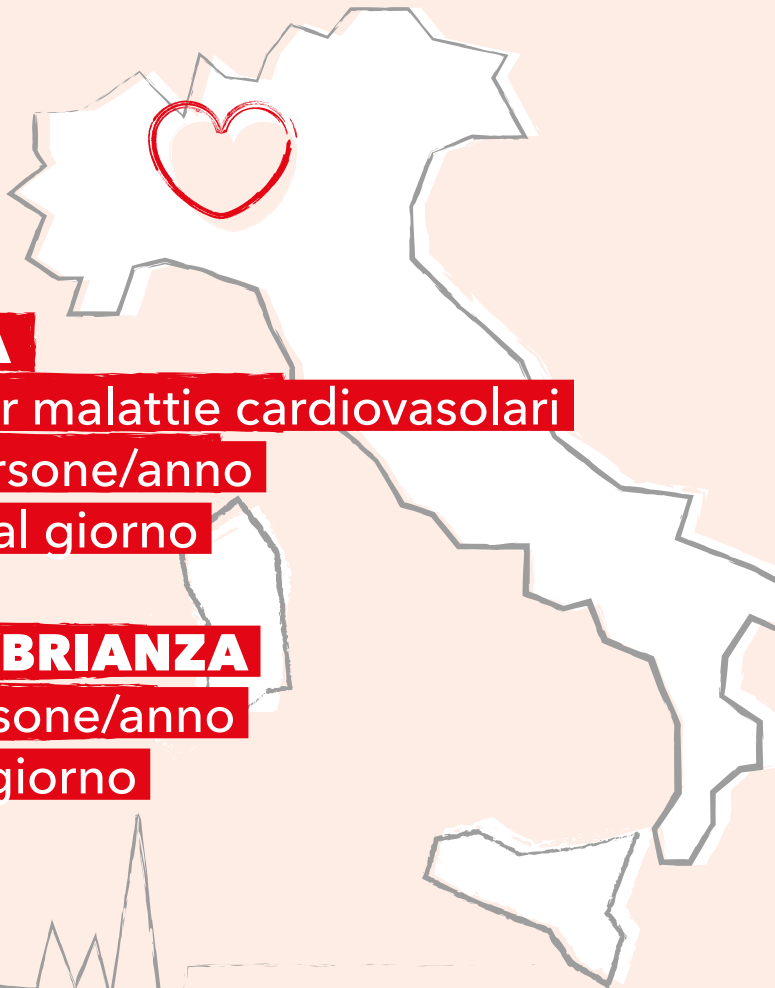 A
r malattie cardiovasolari
rsone/anno
al giorno
BRIANZA
sone/anno
giorno